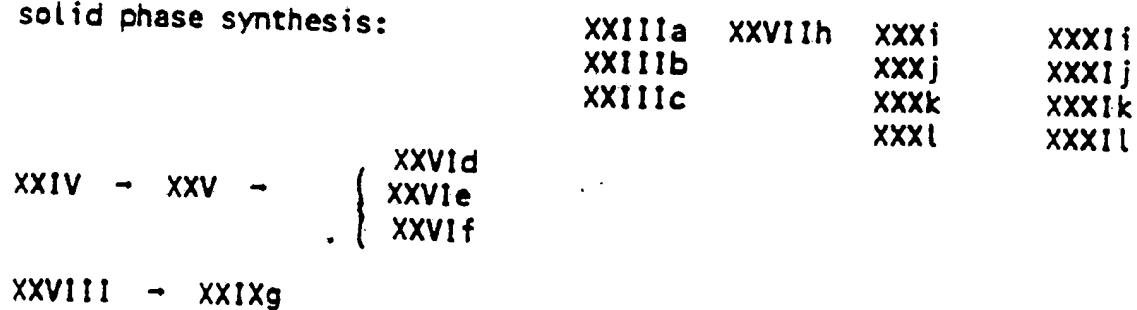 solid phase synthesis:
XXIIIa XXVIIh XXXi XXXIi
XXIIIb XXXj XXXIj
XXIIIc XXXk XXXIk
XXXl XXXIl
XXVId
XXIV → XXV → XXVIe
XXVIf
XXVIII → XXIXg